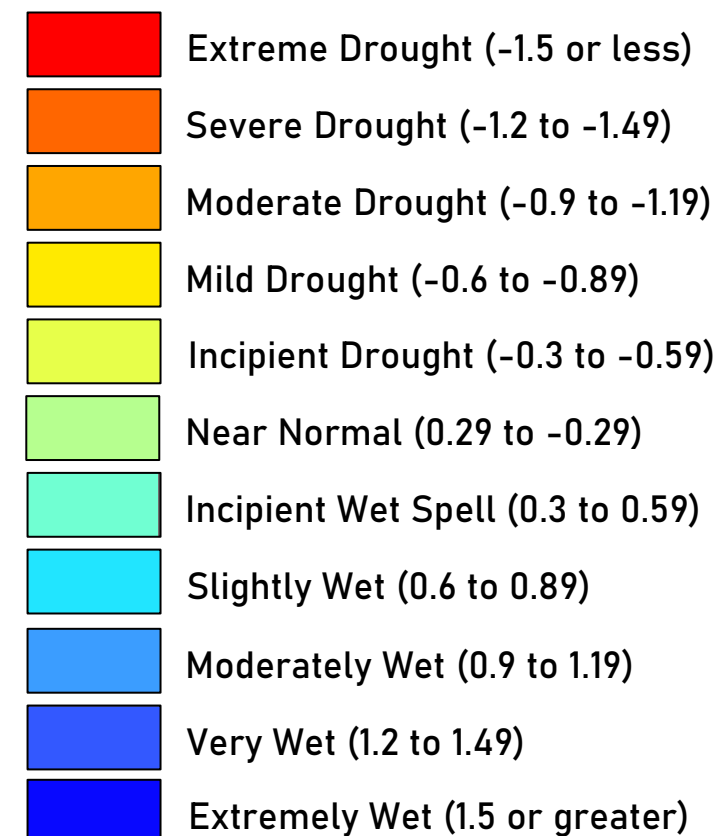 Extreme Drought (-1.5 or less)
Severe Drought (-1.2 to -1.49)
Moderate Drought (-0.9 to -1.19)
Mild Drought (-0.6 to -0.89)
Incipient Drought (-0.3 to -0.59)
Near Normal (0.29 to -0.29)
Incipient Wet Spell (0.3 to 0.59)
Slightly Wet (0.6 to 0.89)
Moderately Wet (0.9 to 1.19)
Very Wet (1.2 to 1.49)
Extremely Wet (1.5 or greater)